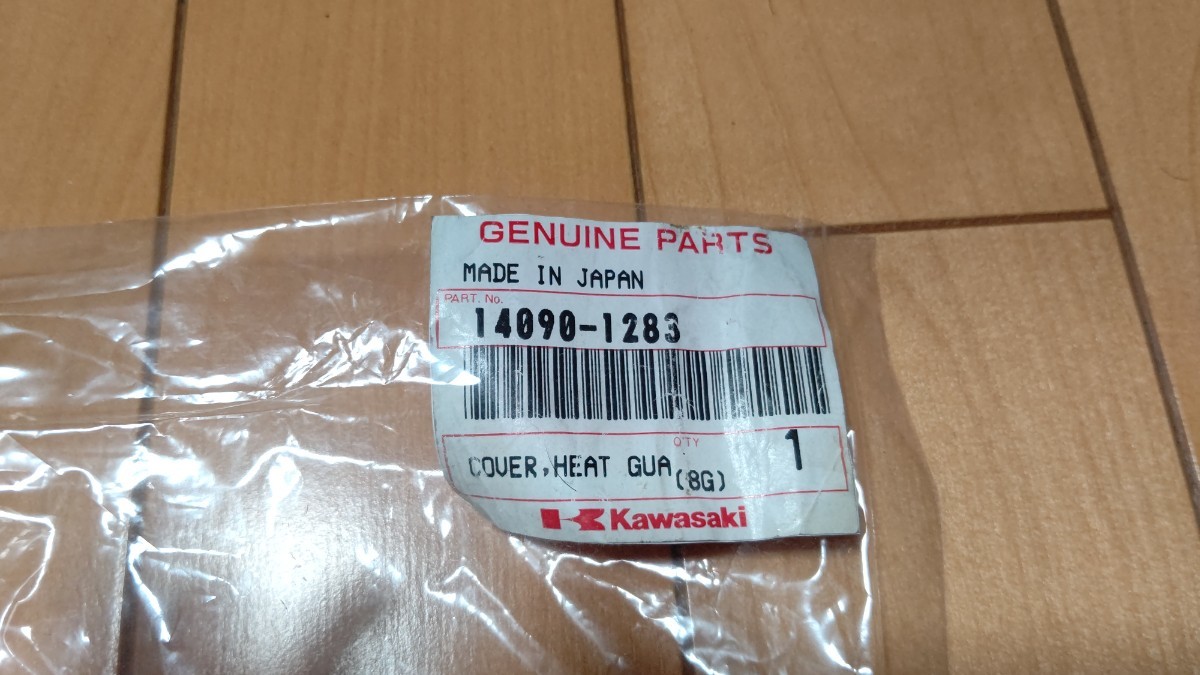 GENUINE PARTS
MADE IN JAPAN
PART. No.
14090-1283
Q'TY
1
COVER,HEAT GUA
(8G)
Kawasaki